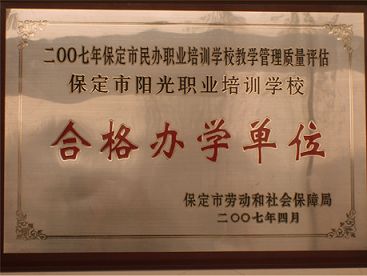 二〇〇七年保定市民办职业培训学校教学管理质量评估
保定市阳光职业培训学校
合格办学单位
保定市劳动和社会保障局
二〇〇七年四月